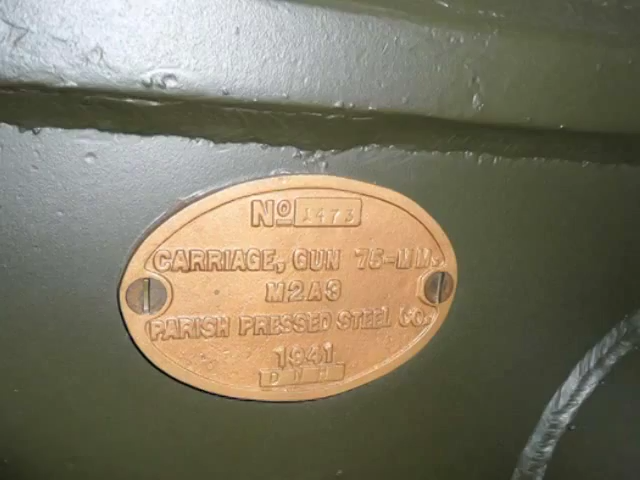 No 1473
CARRIAGE, GUN 75-MM.
M2A3
PARISH PRESSED STEEL CO.
1941